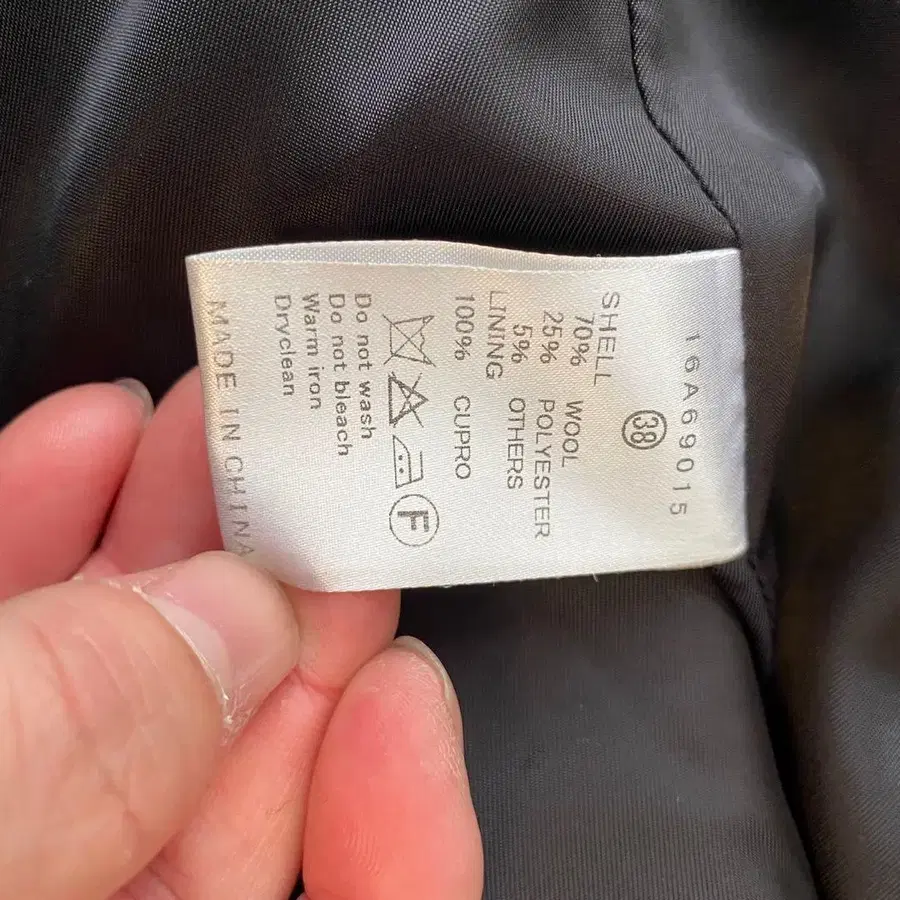 16A69015
38
SHELL
70% WOOL
25% POLYESTER
5% OTHERS
LINING
100% CUPRO
F
Do not wash
Do not bleach
Warm iron
Dryclean
MADE IN CHINA